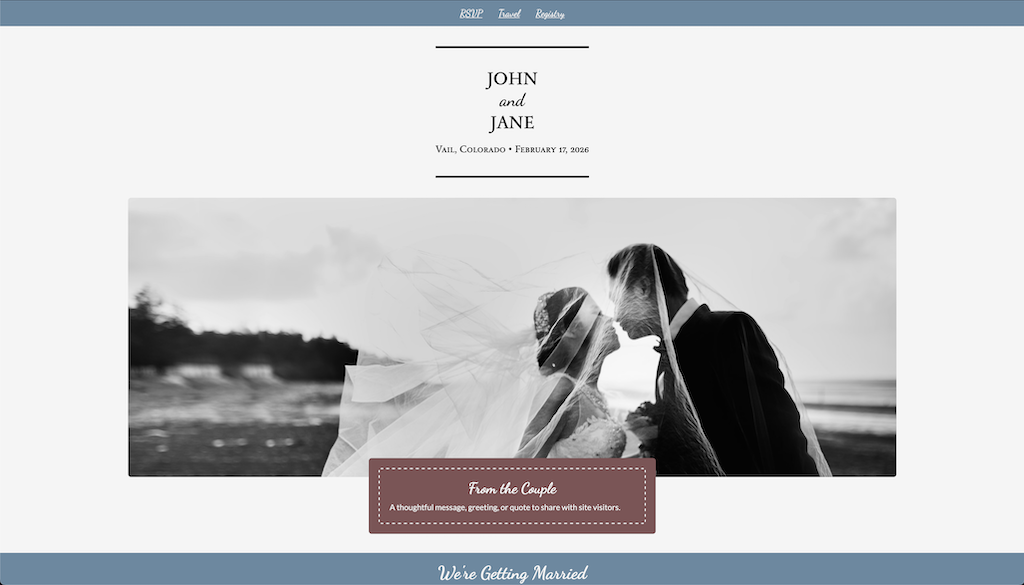 RSVP Travel Registry
JOHN
and
JANE
Vail, Colorado • February 17, 2026
From the Couple
A thoughtful message, greeting, or quote to share with site visitors.
We're Getting Married